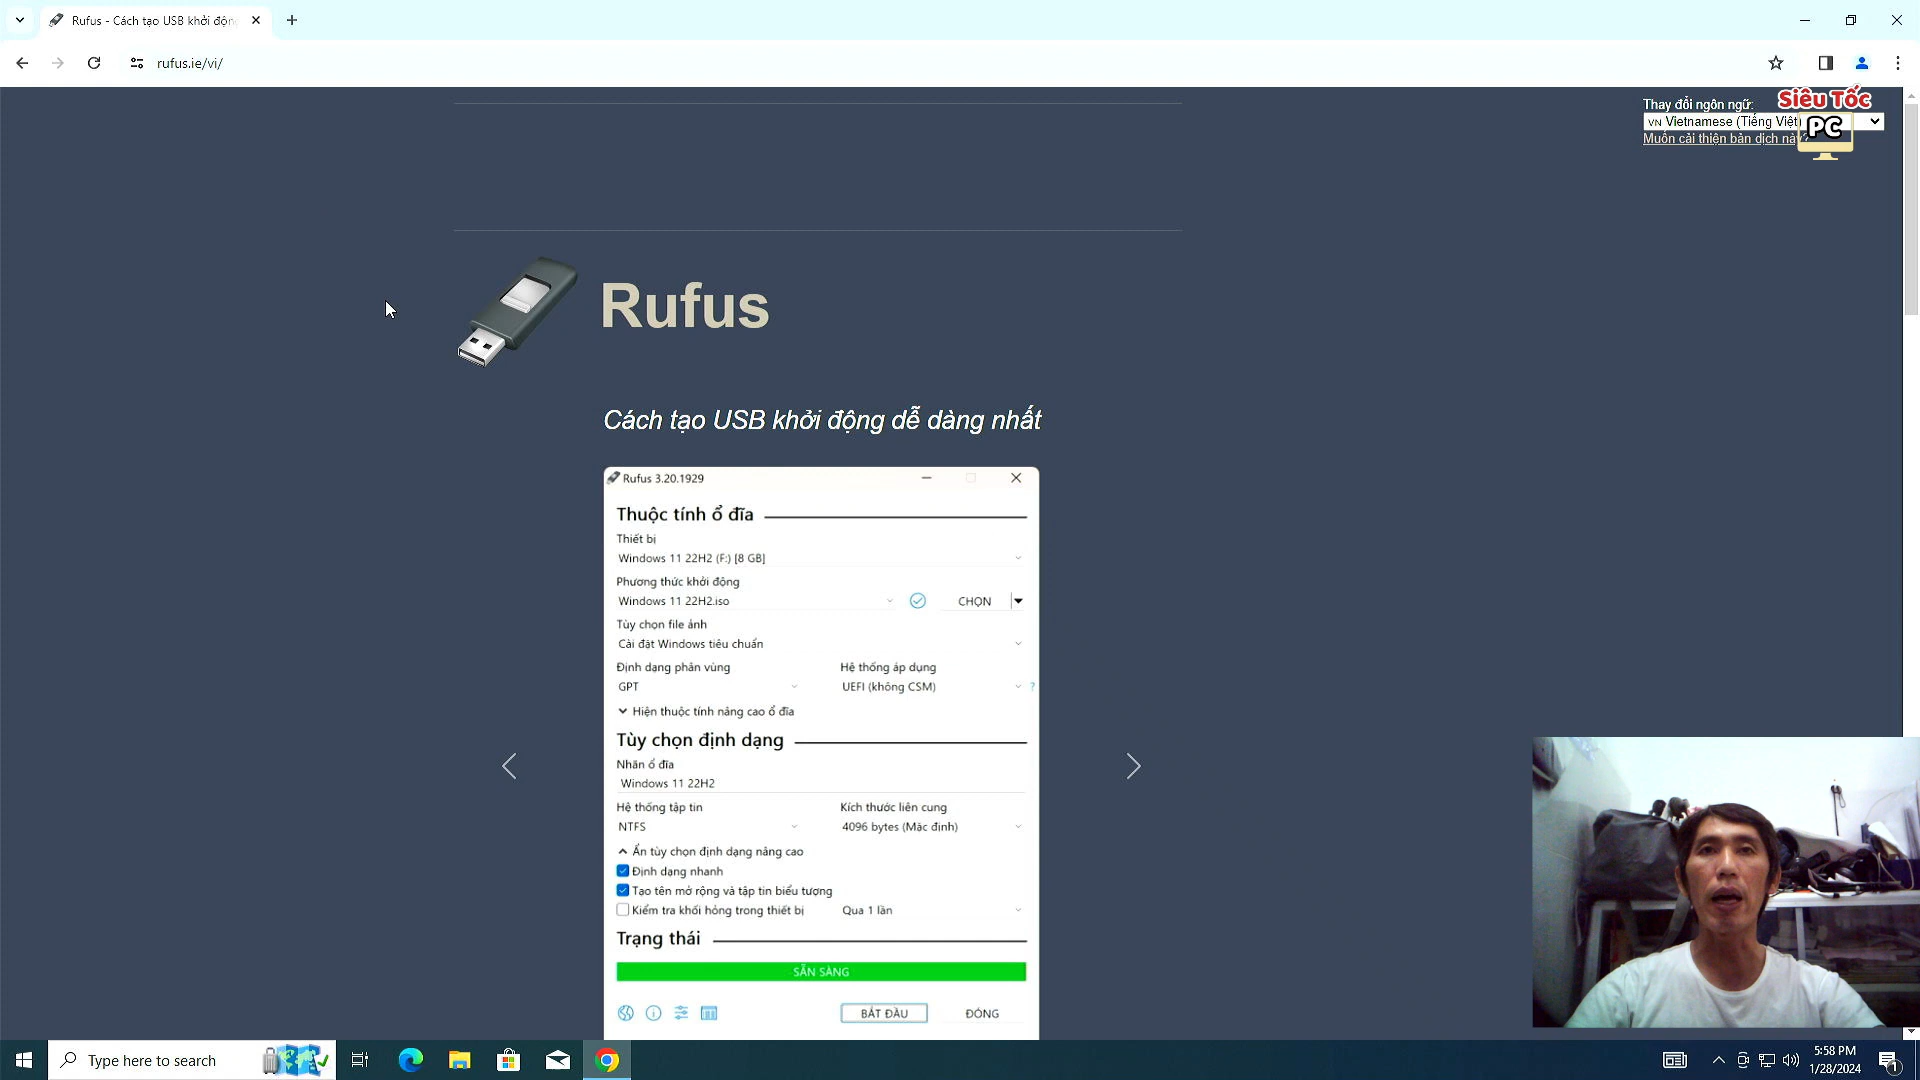 Rufus - Cách tạo USB khởi độn
rufus.ie/vi/
Thay đổi ngôn ngữ:
VN Vietnamese (Tiếng Việt)
Muốn cải thiện bản dịch này?
Siêu Tốc
PC
Rufus
Cách tạo USB khởi động dễ dàng nhất
Rufus 3.20.1929
Thuộc tính ổ đĩa
Thiết bị
Windows 11 22H2 (F:) [8 GB]
Phương thức khởi động
Windows 11 22H2.iso
CHỌN
Tùy chọn file ảnh
Cài đặt Windows tiêu chuẩn
Định dạng phân vùng
Hệ thống áp dụng
GPT
UEFI (không CSM)
?
Hiện thuộc tính nâng cao ổ đĩa
Tùy chọn định dạng
Nhãn ổ đĩa
Windows 11 22H2
Hệ thống tập tin
Kích thước liên cung
NTFS
4096 bytes (Mặc định)
Ẩn tùy chọn định dạng nâng cao
Định dạng nhanh
Tạo tên mở rộng và tập tin biểu tượng
Kiểm tra khối hỏng trong thiết bị
Qua 1 lần
Trạng thái
SẴN SÀNG
BẮT ĐẦU
ĐÓNG
Type here to search
5:58 PM
1/28/2024
1